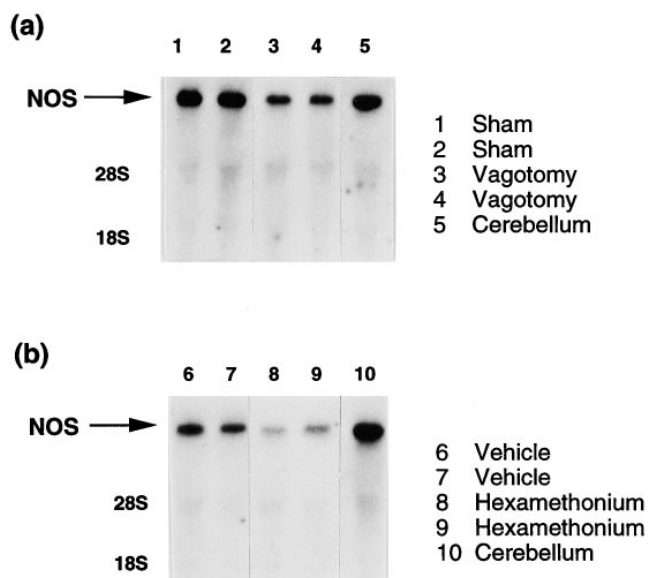 (a)
1 2 3 4 5
NOS
28S
18S
1 Sham
2 Sham
3 Vagotomy
4 Vagotomy
5 Cerebellum
(b)
6 7 8 9 10
NOS
28S
18S
6 Vehicle
7 Vehicle
8 Hexamethonium
9 Hexamethonium
10 Cerebellum